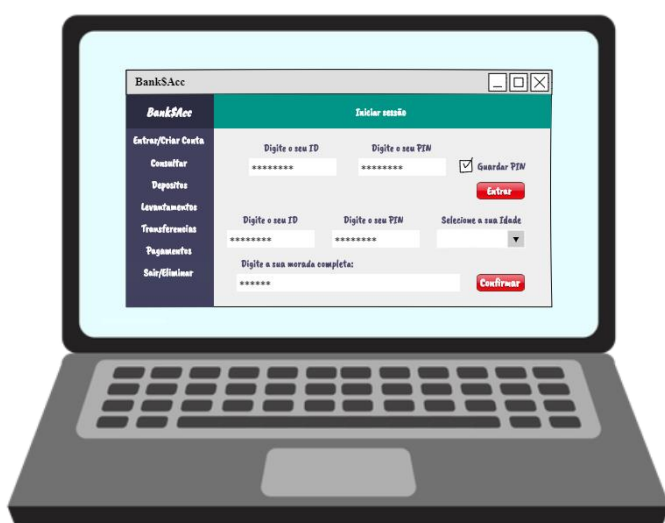 Bank$Acc
Bank$Acc
Iniciar sessão
Entrar/Criar Conta
Consultar
Depositos
Levantamentos
Transferencias
Pagamentos
Sair/Eliminar
Digite o seu ID
Digite o seu PIN
********
********
Guardar PIN
Entrar
Digite o seu ID
Digite o seu PIN
Selecione a sua Idade
********
********
Digite a sua morada completa:
******
Confirmar